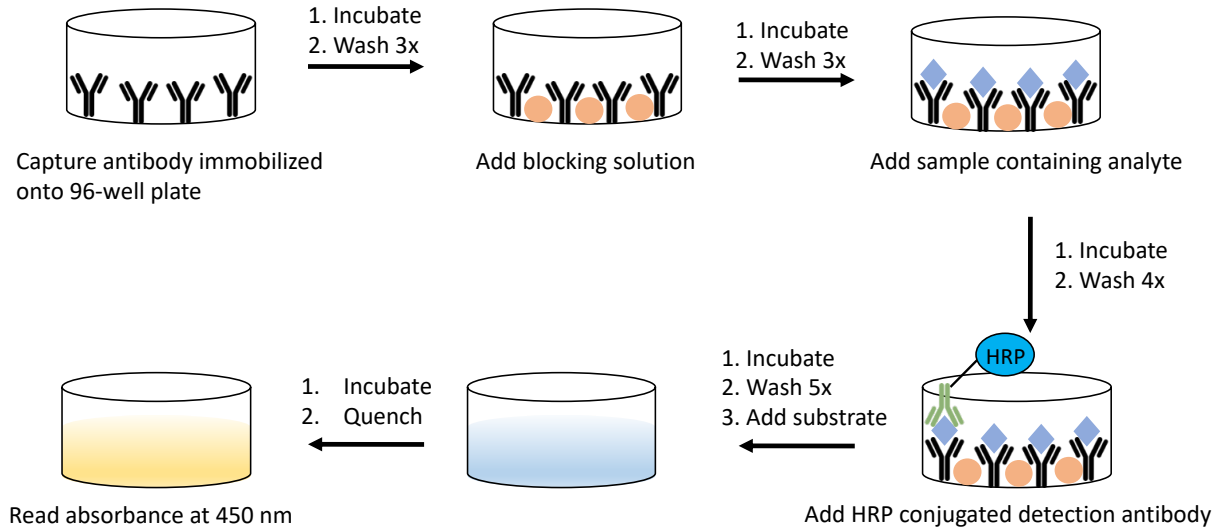 1. Incubate
2. Wash 3x
1. Incubate
2. Wash 3x
Capture antibody immobilized
onto 96-well plate
Add blocking solution
Add sample containing analyte
1. Incubate
2. Wash 4x
HRP
1. Incubate
2. Wash 5x
3. Add substrate
1. Incubate
2. Quench
Add HRP conjugated detection antibody
Read absorbance at 450 nm